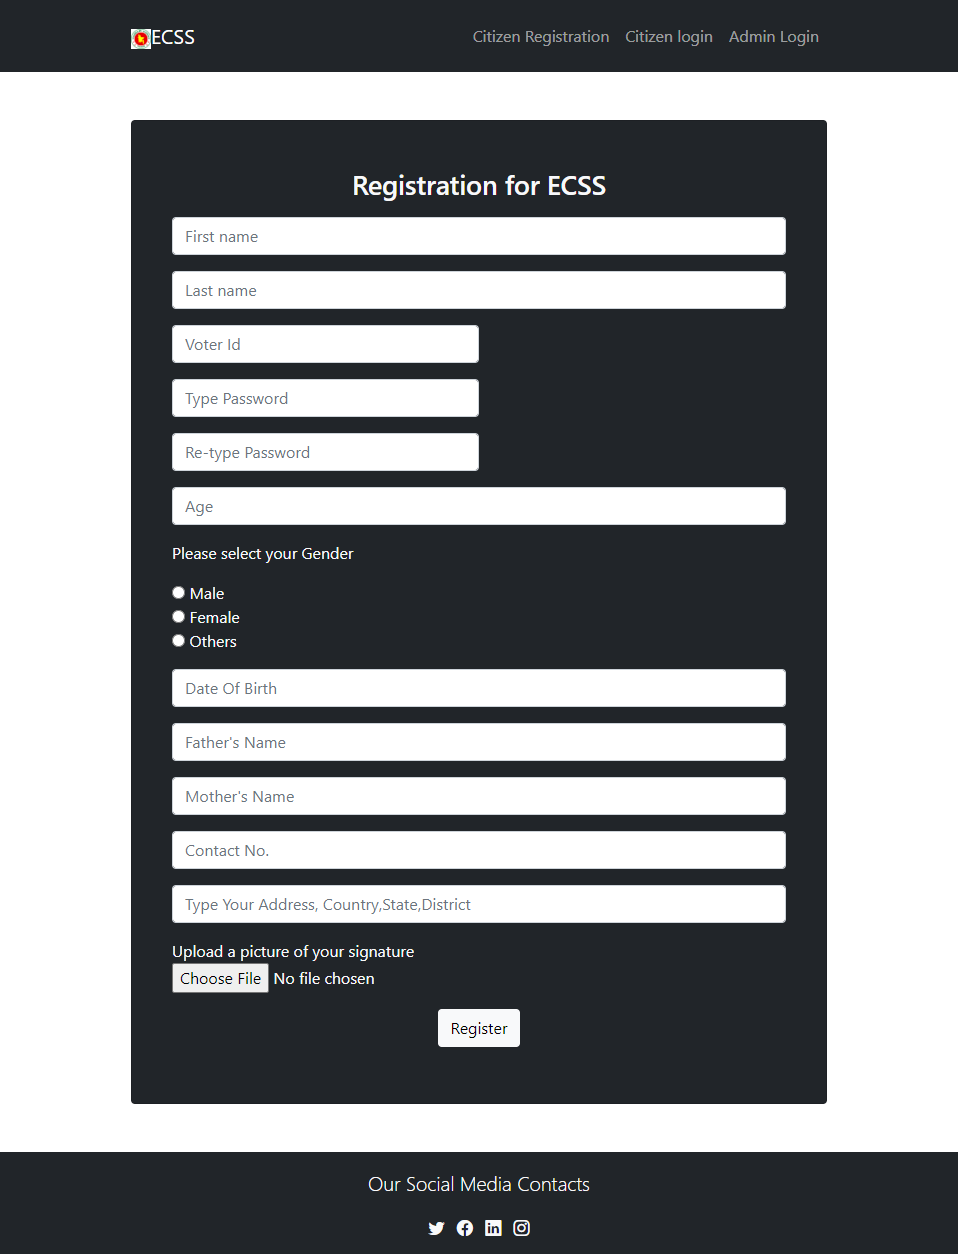 ECSS Citizen Registration Citizen login Admin Login
Registration for ECSS
First name
Last name
Voter Id
Type Password
Re-type Password
Age
Please select your Gender
Male
Female
Others
Date Of Birth
Father's Name
Mother's Name
Contact No.
Type Your Address, Country,State,District
Upload a picture of your signature
Choose File No file chosen
Register
Our Social Media Contacts